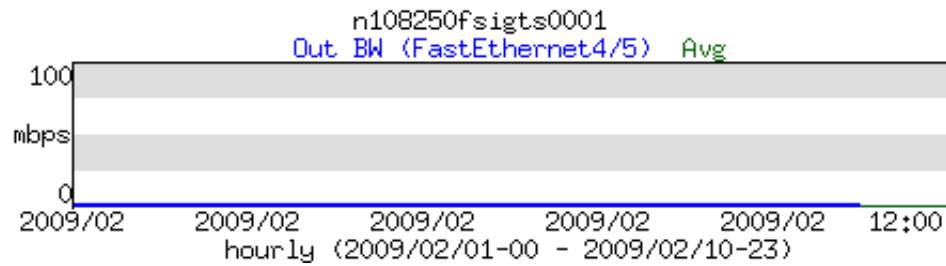 n108250fsigts0001
Out BW (FastEthernet4/5) Avg
100
mbps
0
2009/02 2009/02 2009/02 2009/02 2009/02 12:00
hourly (2009/02/01-00 - 2009/02/10-23)